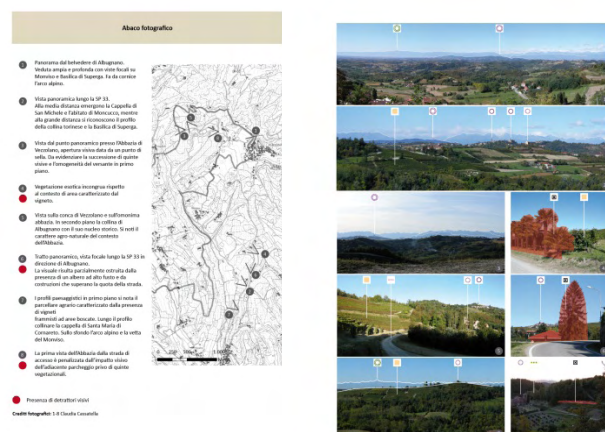 Abaco fotografico
1
Panorama dal belvedere di Albugnano.
Veduta ampia e profonda con viste focali su
Monviso e Basilica di Superga. Fa da cornice
l'arco alpino.
2
Vista panoramica lungo la SP 33.
Alla media distanza emergono la Cappella di
San Michele e l'abitato di Moncucco, mentre
alla grande distanza si riconoscono il profilo
della collina torinese e la Basilica di Superga.
3
Vista dal punto panoramico presso l'Abbazia di
Vezzolano, apertura visiva data da un punto di
sella. Da evidenziare la successione di quinte
visive e l'omogeneità del versante in primo
piano.
4
Vegetazione esotica incongrua rispetto
al contesto di area caratterizzato dal
vigneto.
5
Vista sulla conca di Vezzolano e sull'omonima
abbazia. In secondo piano la collina di
Albugnano con il suo nucleo storico. Si noti il
carattere agro-naturale del contesto
dell'Abbazia.
6
Tratto panoramico, vista focale lungo la SP 33 in
direzione di Albugnano.
La visuale risulta parzialmente ostruita dalla
presenza di un albero ad alto fusto e da
costruzioni che superano la quota della strada.
7
I profili paesaggistici in primo piano si nota il
parcellare agrario caratterizzato dalla presenza
di vigneti
frammisti ad aree boscate. Lungo il profilo
collinare la cappella di Santa Maria di
Cornareto. Sullo sfondo l'arco alpino e la vetta
del Monviso.
8
La prima vista dell'Abbazia dalla strada di
accesso è penalizzata dall'impatto visivo
dell'adiacente parcheggio privo di quinte
vegetazionali.
Presenza di detrattori visivi
Crediti fotografici: 1-8 Claudia Cassatella